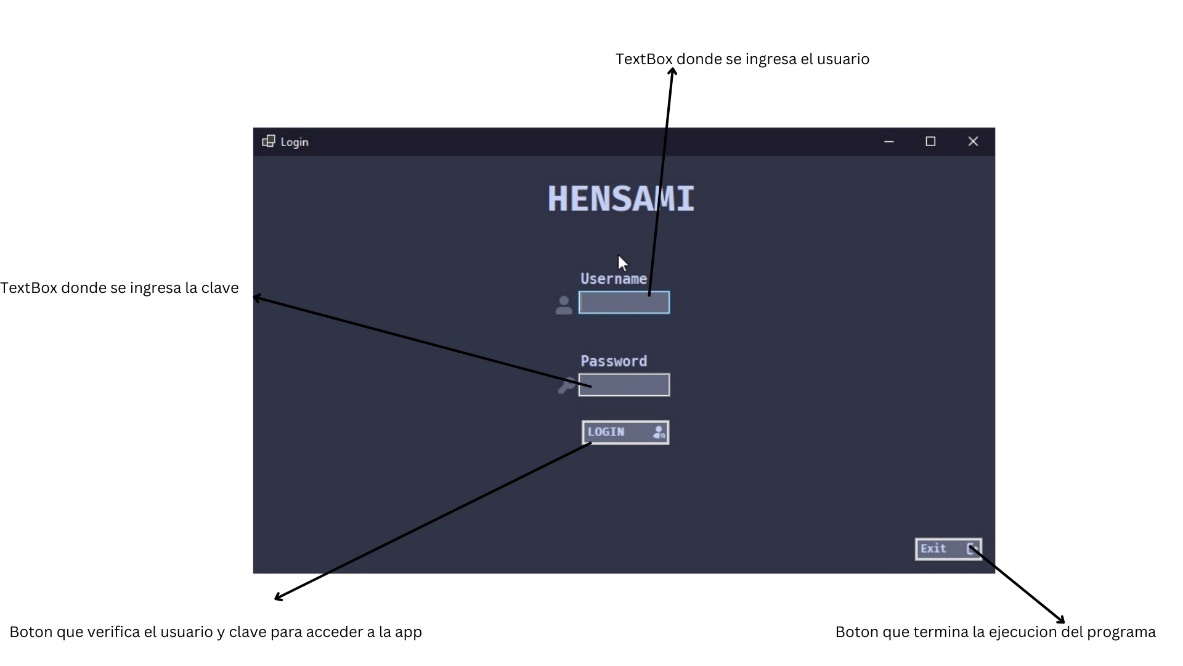 TextBox donde se ingresa el usuario
Login
HENSAMI
Username
TextBox donde se ingresa la clave
Password
LOGIN
Exit
Boton que verifica el usuario y clave para acceder a la app
Boton que termina la ejecucion del programa